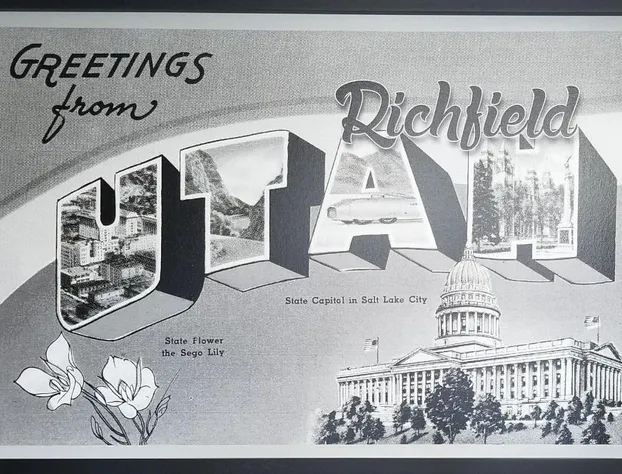 GREETINGS
from
Richfield
UTAH
State Capitol in Salt Lake City
State Flower
the Sego Lily